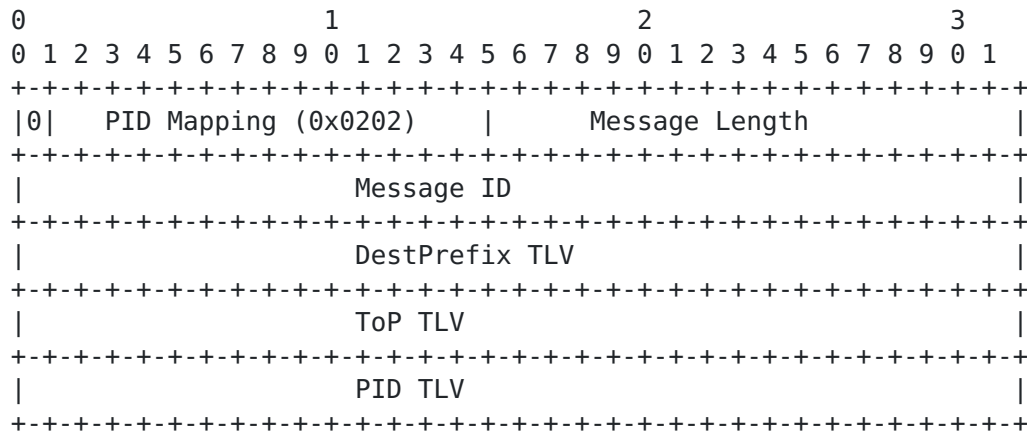 0                   1                   2                   3
0 1 2 3 4 5 6 7 8 9 0 1 2 3 4 5 6 7 8 9 0 1 2 3 4 5 6 7 8 9 0 1
+-+-+-+-+-+-+-+-+-+-+-+-+-+-+-+-+-+-+-+-+-+-+-+-+-+-+-+-+-+-+-+-+
|0|   PID Mapping (0x0202)    |      Message Length             |
+-+-+-+-+-+-+-+-+-+-+-+-+-+-+-+-+-+-+-+-+-+-+-+-+-+-+-+-+-+-+-+-+
|                     Message ID                                |
+-+-+-+-+-+-+-+-+-+-+-+-+-+-+-+-+-+-+-+-+-+-+-+-+-+-+-+-+-+-+-+-+
|                     DestPrefix TLV                            |
+-+-+-+-+-+-+-+-+-+-+-+-+-+-+-+-+-+-+-+-+-+-+-+-+-+-+-+-+-+-+-+-+
|                     ToP TLV                                   |
+-+-+-+-+-+-+-+-+-+-+-+-+-+-+-+-+-+-+-+-+-+-+-+-+-+-+-+-+-+-+-+-+
|                     PID TLV                                   |
+-+-+-+-+-+-+-+-+-+-+-+-+-+-+-+-+-+-+-+-+-+-+-+-+-+-+-+-+-+-+-+-+